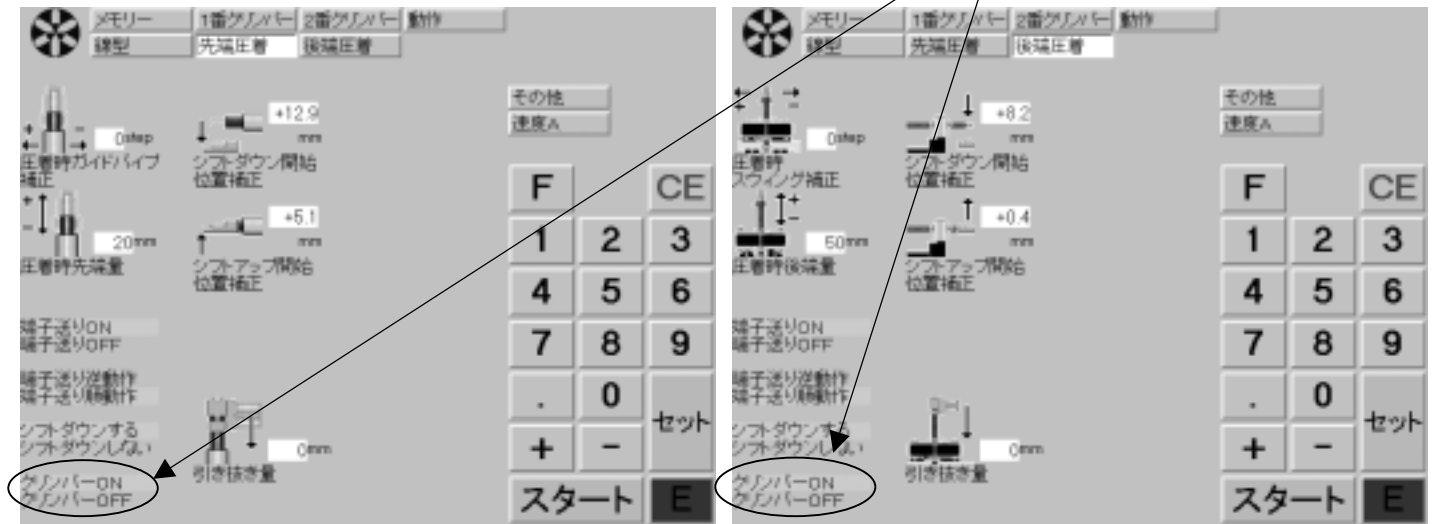 メモリー 1番クリンパー 2番クリンパー 動作
線型 先端圧着 後端圧着
その他
速度A
+12.9
mm
0step
圧着時ガイドパイプ
補正
シフトダウン開始
位置補正
+5.1
mm
20mm
圧着時先端量
シフトアップ開始
位置補正
端子送りON
端子送りOFF
端子送り逆動作
端子送り順動作
シフトダウンする
シフトダウンしない
0mm
引き抜き量
クリンパーON
クリンパーOFF
F CE
1 2 3
4 5 6
7 8 9
. 0
セット
+ -
スタート E
メモリー 1番クリンパー 2番クリンパー 動作
線型 先端圧着 後端圧着
その他
速度A
+8.2
mm
0step
圧着時
スウィング補正
シフトダウン開始
位置補正
+0.4
mm
50mm
圧着時後端量
シフトアップ開始
位置補正
端子送りON
端子送りOFF
端子送り逆動作
端子送り順動作
シフトダウンする
シフトダウンしない
0mm
引き抜き量
クリンパーON
クリンパーOFF
F CE
1 2 3
4 5 6
7 8 9
. 0
セット
+ -
スタート E